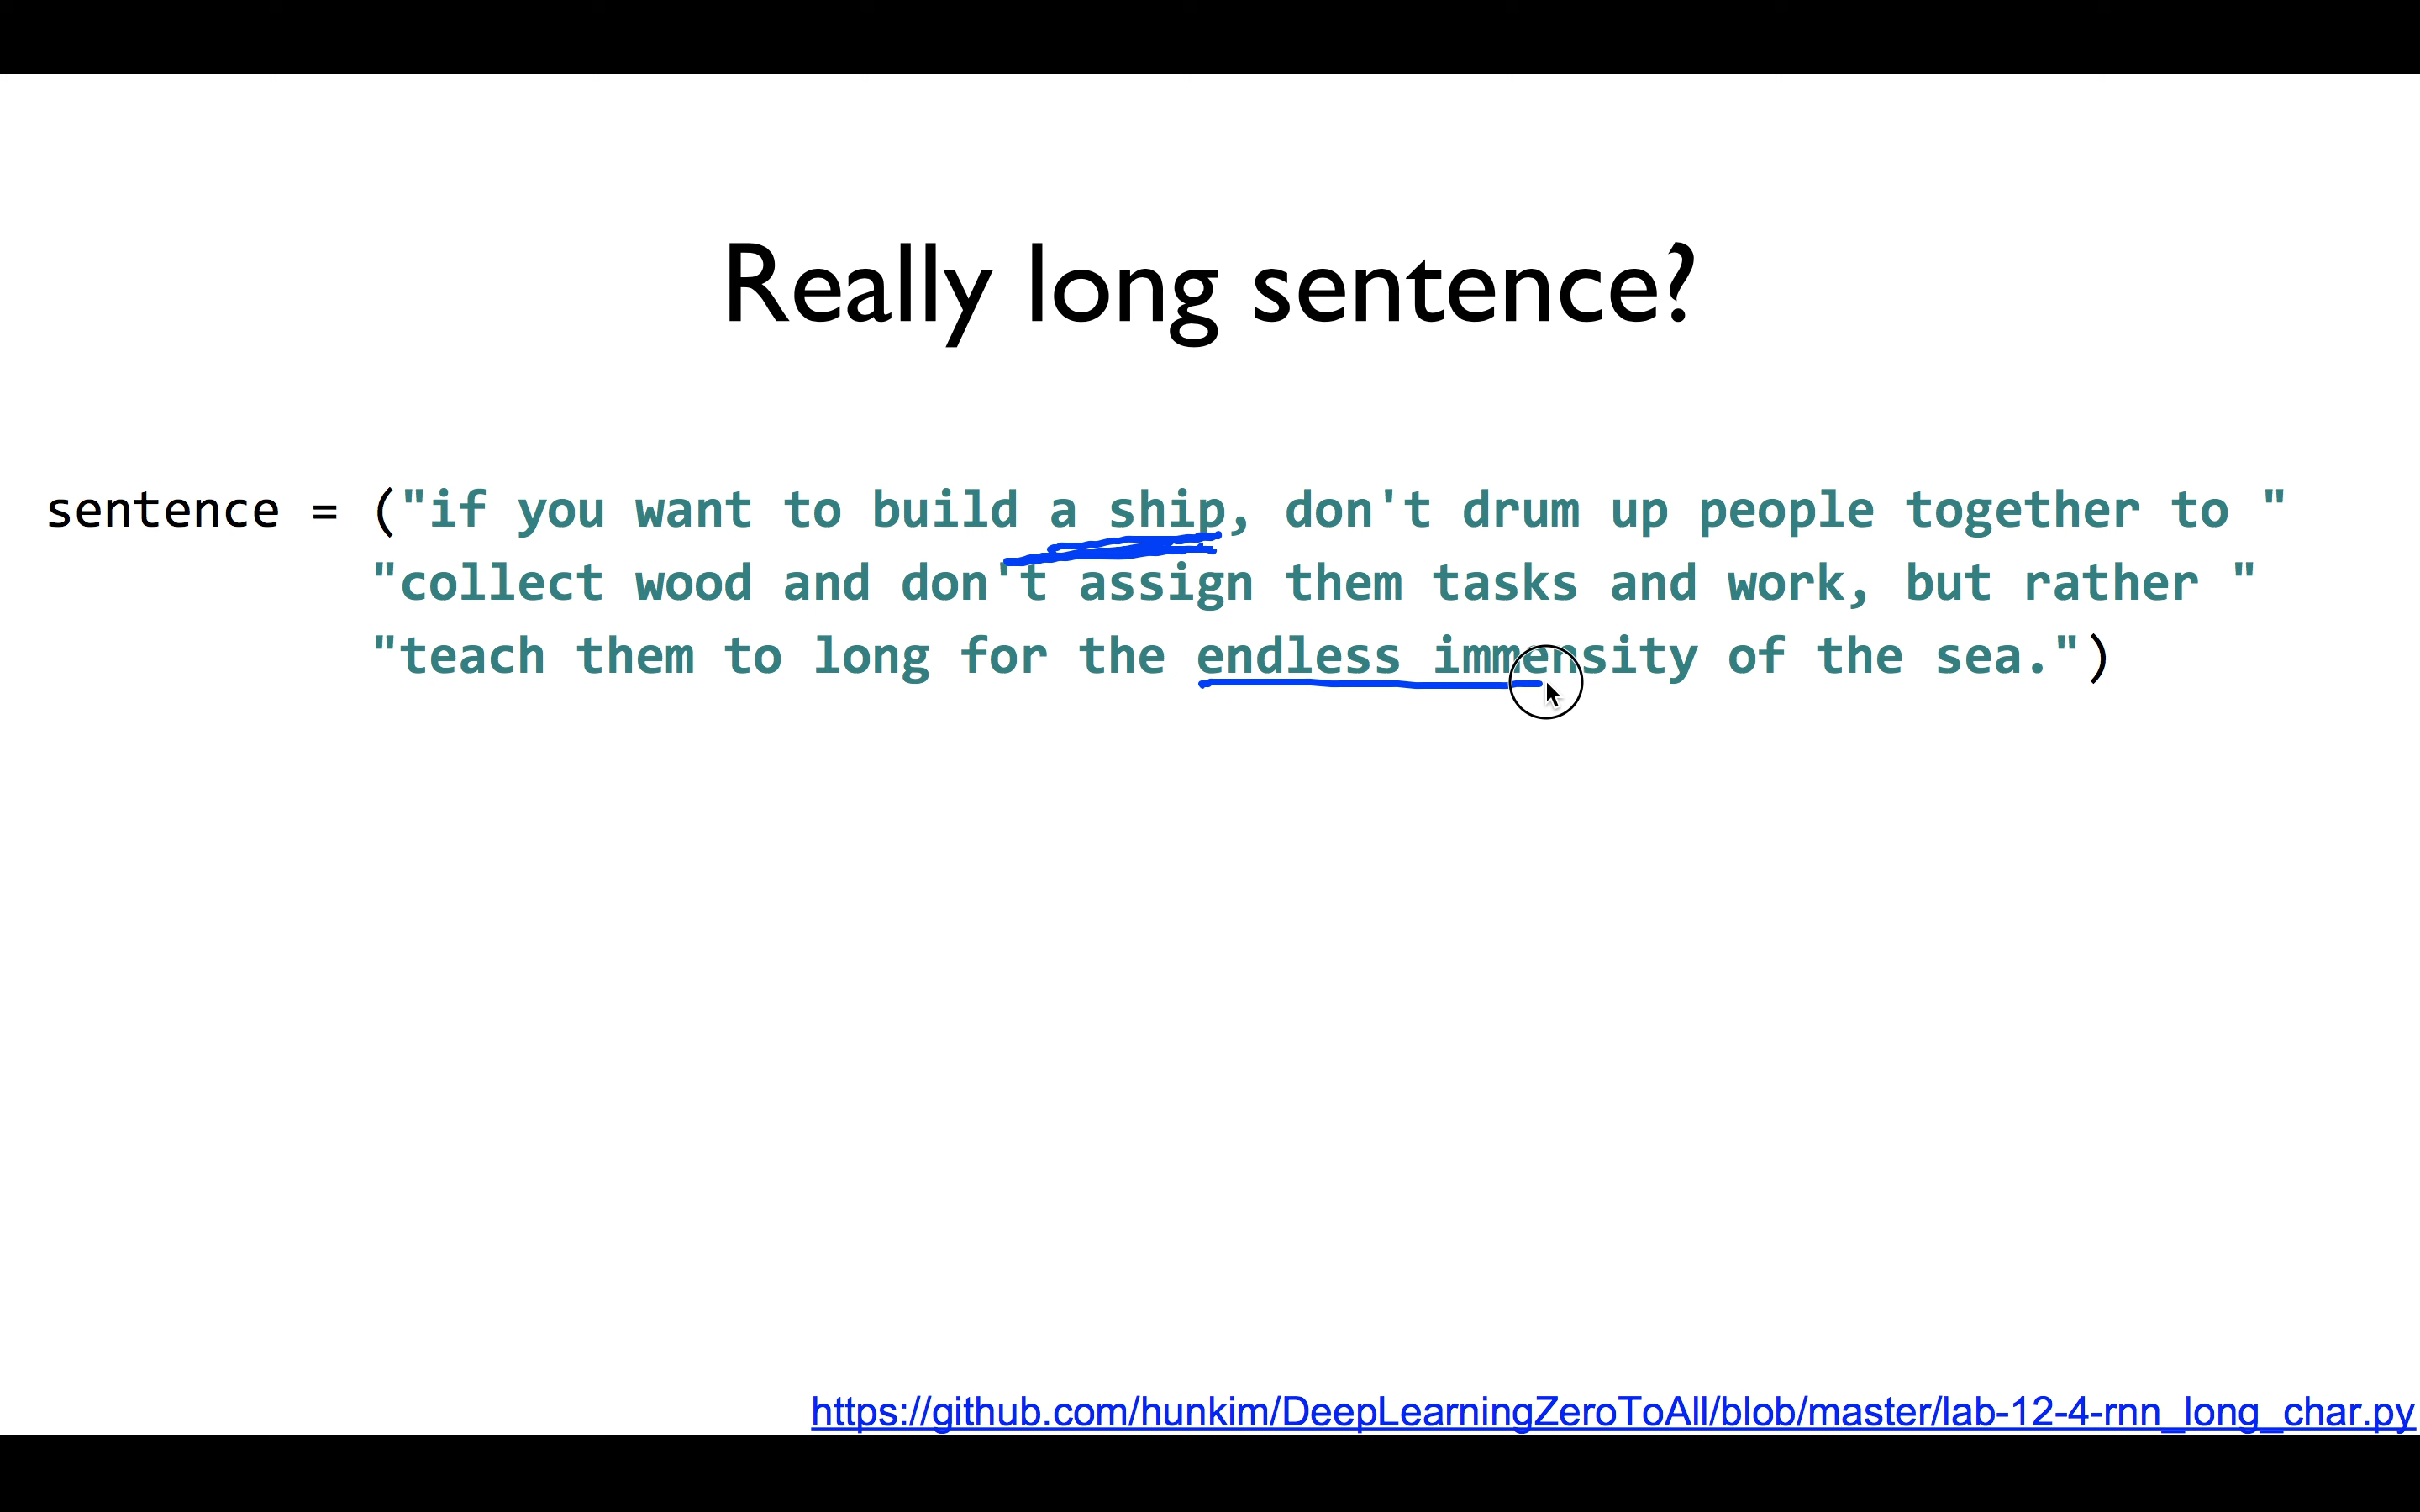 Really long sentence?
sentence = ("if you want to build a ship, don't drum up people together to "
"collect wood and don't assign them tasks and work, but rather "
"teach them to long for the endless immensity of the sea.")
https://github.com/hunkim/DeepLearningZeroToAll/blob/master/lab-12-4-rnn_long_char.py